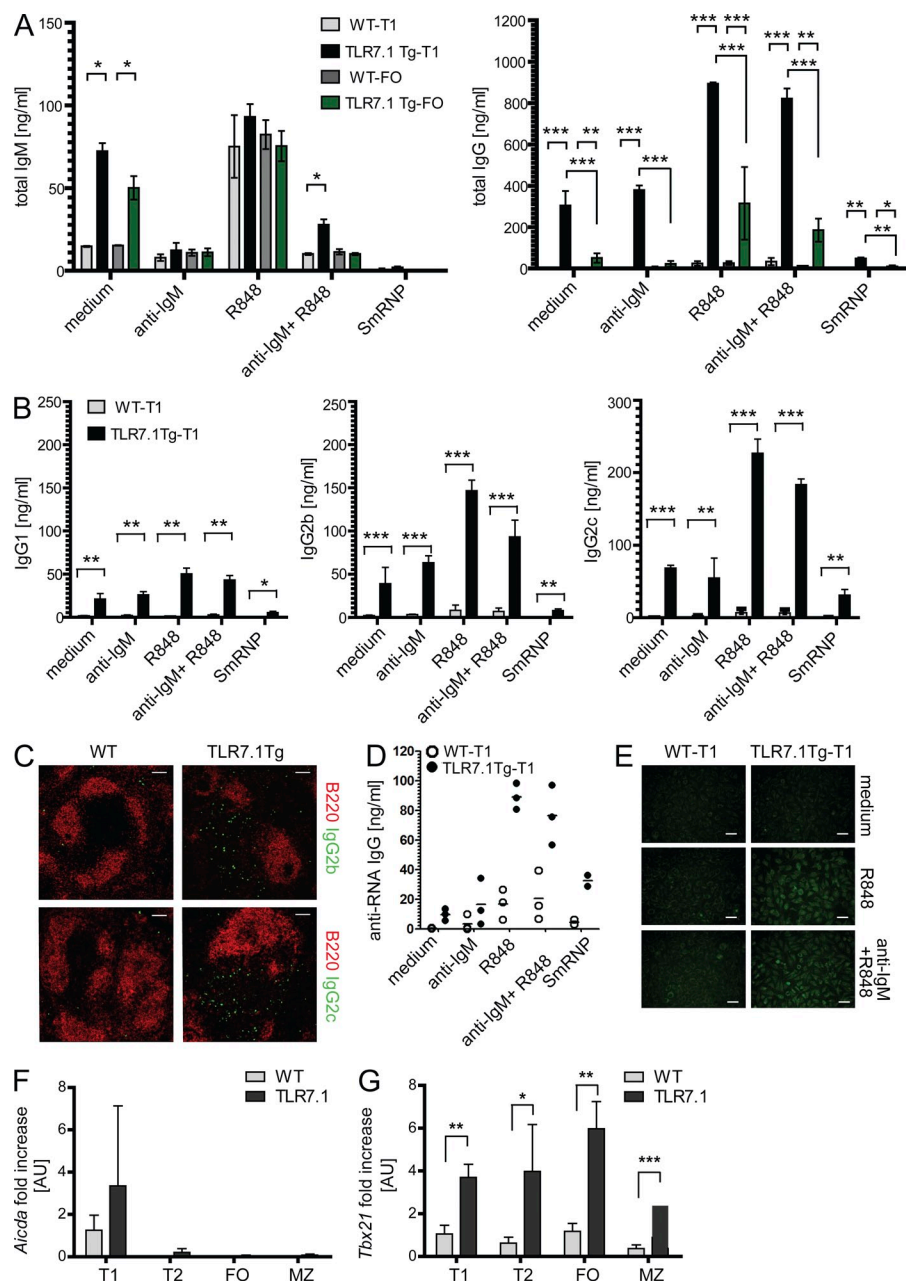 A
WT-T1
TLR7.1 Tg-T1
WT-FO
TLR7.1 Tg-FO
total IgM [ng/ml]
150
100
50
0
* * *
medium
anti-IgM
R848
anti-IgM+ R848
SmRNP
total IgG [ng/ml]
1200
1000
800
600
400
200
0
*** *** *** **
*** ***
*** ** ***
*** ***
** *
**
medium
anti-IgM
R848
anti-IgM+ R848
SmRNP
B
WT-T1
TLR7.1Tg-T1
IgG1 [ng/ml]
250
200
150
100
50
0
** ** ** ** *
medium
anti-IgM
R848
anti-IgM+ R848
SmRNP
IgG2b [ng/ml]
250
200
150
100
50
0
*** *** *** *** **
medium
anti-IgM
R848
anti-IgM+ R848
SmRNP
IgG2c [ng/ml]
300
200
100
0
*** ** *** *** **
medium
anti-IgM
R848
anti-IgM+ R848
SmRNP
C
WT TLR7.1Tg
B220 IgG2b
B220 IgG2c
D
WT-T1
TLR7.1Tg-T1
anti-RNA IgG [ng/ml]
120
100
80
60
40
20
0
medium
anti-IgM
R848
anti-IgM+ R848
SmRNP
E
WT-T1 TLR7.1Tg-T1
medium
R848
anti-IgM
+R848
F
WT
TLR7.1
Aicda fold increase
[AU]
8
6
4
2
0
T1 T2 FO MZ
G
WT
TLR7.1
Tbx21 fold increase
[AU]
8
6
4
2
0
** * ** ***
T1 T2 FO MZ